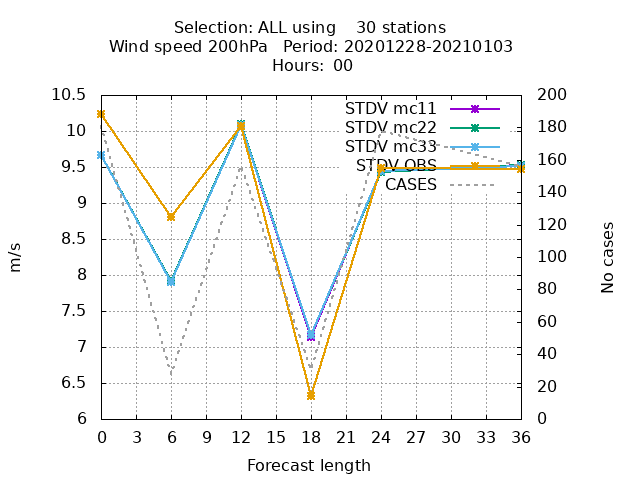 Selection: ALL using    30 stations
Wind speed 200hPa   Period: 20201228-20210103
Hours:  00
10.5
10
9.5
9
8.5
8
7.5
7
6.5
6
m/s
STDV mc11
STDV mc22
STDV mc33
STDV OBS
CASES
200
180
160
140
120
100
80
60
40
20
0
No cases
0 3 6 9 12 15 18 21 24 27 30 33 36
Forecast length